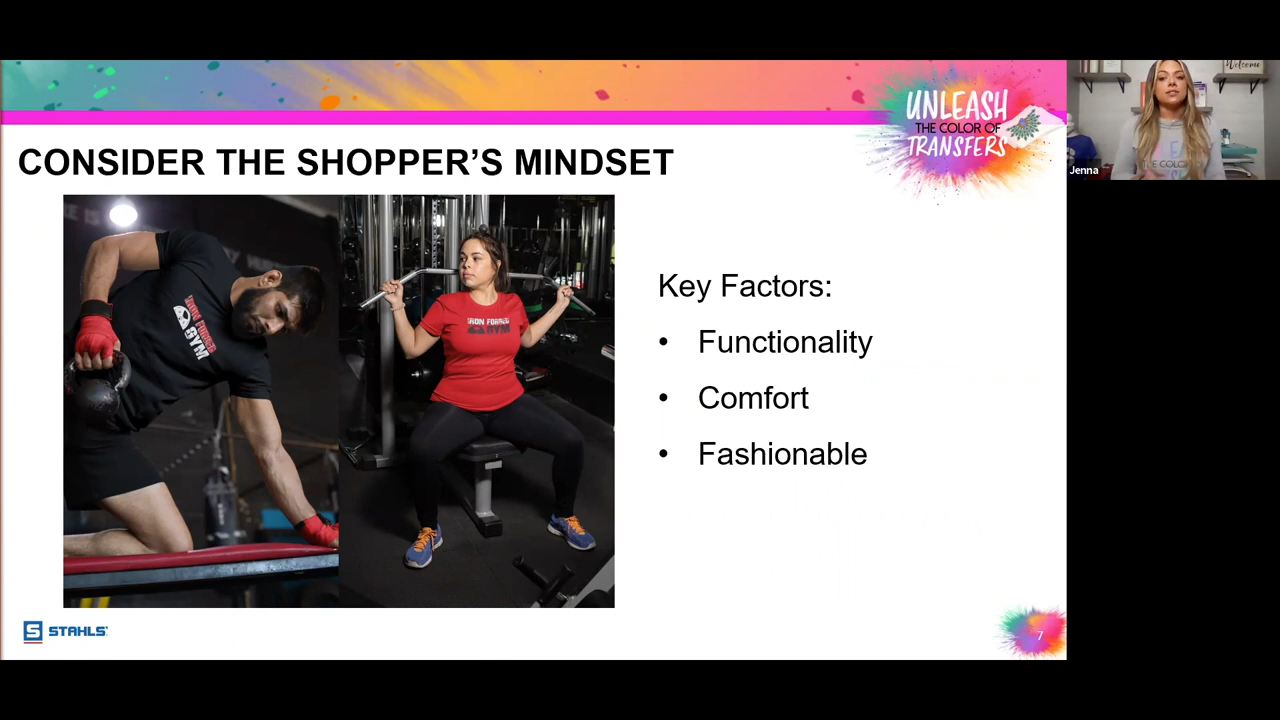 UNLEASH
THE COLOR OF
TRANSFERS
Welcome
Jenna
CONSIDER THE SHOPPER’S MINDSET
IRON FORGED
GYM
IRON FORGED
GYM
Key Factors:
• Functionality
• Comfort
• Fashionable
S STAHLS'
7